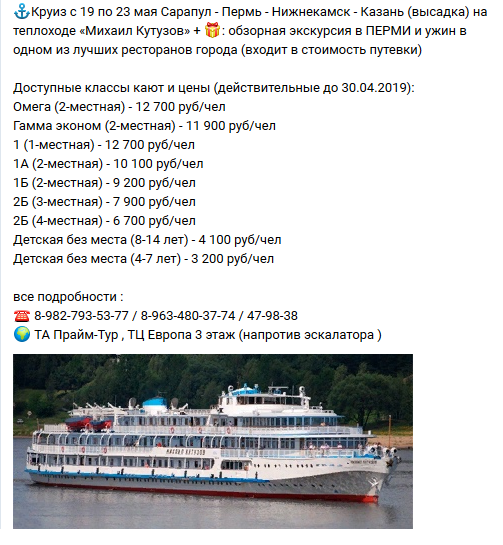 ⚓Круиз с 19 по 23 мая Сарапул - Пермь - Нижнекамск - Казань (высадка) на
теплоходе «Михаил Кутузов» + 🎁: обзорная экскурсия в ПЕРМИ и ужин в
одном из лучших ресторанов города (входит в стоимость путевки)
Доступные классы кают и цены (действительные до 30.04.2019):
Омега (2-местная) - 12 700 руб/чел
Гамма эконом (2-местная) - 11 900 руб/чел
1 (1-местная) - 12 700 руб/чел
1А (2-местная) - 10 100 руб/чел
1Б (2-местная) - 9 200 руб/чел
2Б (3-местная) - 7 900 руб/чел
2Б (4-местная) - 6 700 руб/чел
Детская без места (8-14 лет) - 4 100 руб/чел
Детская без места (4-7 лет) - 3 200 руб/чел
все подробности :
☎ 8-982-793-53-77 / 8-963-480-37-74 / 47-98-38
🌍 ТА Прайм-Тур , ТЦ Европа 3 этаж (напротив эскалатора )
МИХАИЛ КУТУЗОВ
МИХАИЛ КУТУЗОВ